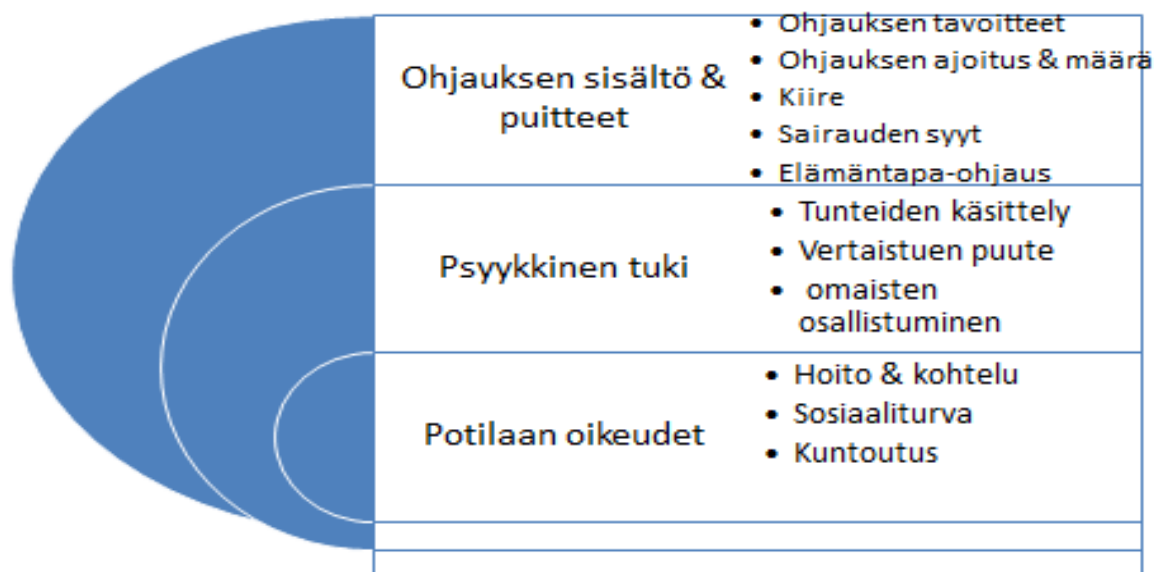 Ohjauksen sisältö &
puitteet
• Ohjauksen tavoitteet
• Ohjauksen ajoitus & määrä
• Kiire
• Sairauden syyt
• Elämäntapa-ohjaus
Psyykkinen tuki
• Tunteiden käsittely
• Vertaistuen puute
• omaisten
osallistuminen
Potilaan oikeudet
• Hoito & kohtelu
• Sosiaaliturva
• Kuntoutus